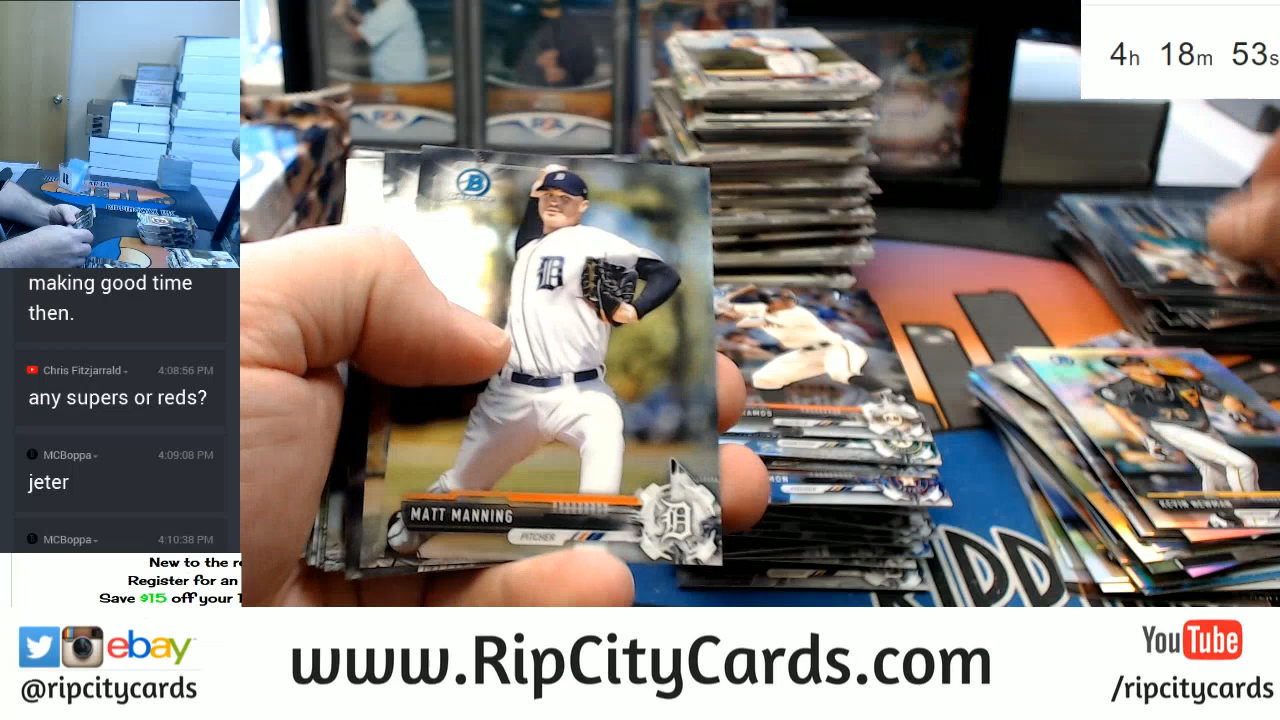 4h 18m 53s
making good time
then.
Chris Fitzjarrald 4:08:56 PM
any supers or reds?
MCBoppa 4:09:08 PM
jeter
MCBoppa 4:10:38 PM
New to the r
Register for an
Save $15 off your
B
D
D
MATT MANNING
PITCHER
D
RAMOS
KEVIN NEWMAN
KIDD
ebay
@ripcitycards
www.RipCityCards.com
YouTube
/ripcitycards